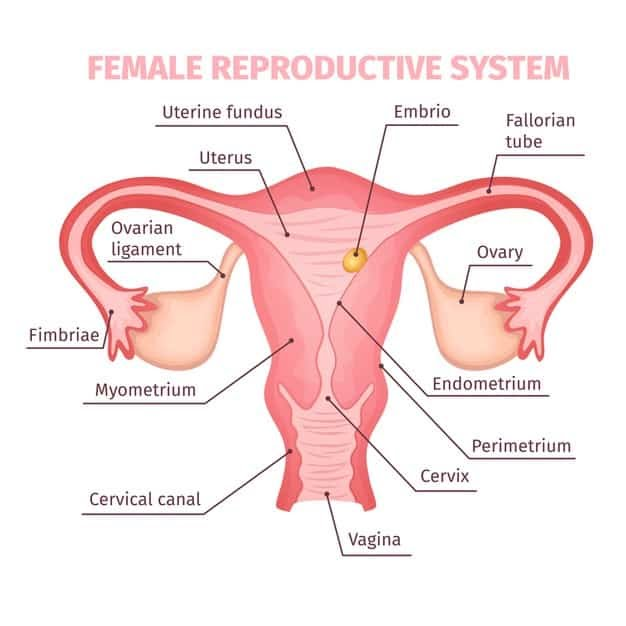 FEMALE REPRODUCTIVE SYSTEM
Uterine fundus
Embrio
Fallorian
tube
Uterus
Ovarian
ligament
Ovary
Fimbriae
Myometrium
Endometrium
Perimetrium
Cervix
Cervical canal
Vagina